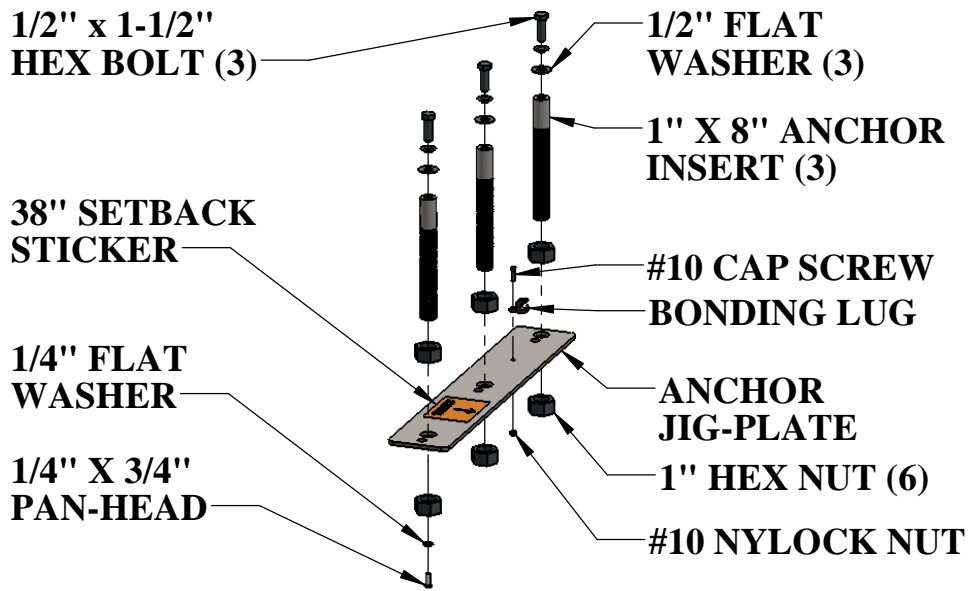 1/2" x 1-1/2"
HEX BOLT (3)
1/2" FLAT
WASHER (3)
1" X 8" ANCHOR
INSERT (3)
38" SETBACK
STICKER
#10 CAP SCREW
BONDING LUG
1/4" FLAT
WASHER
ANCHOR
JIG-PLATE
1/4" X 3/4"
PAN-HEAD
1" HEX NUT (6)
#10 NYLOCK NUT